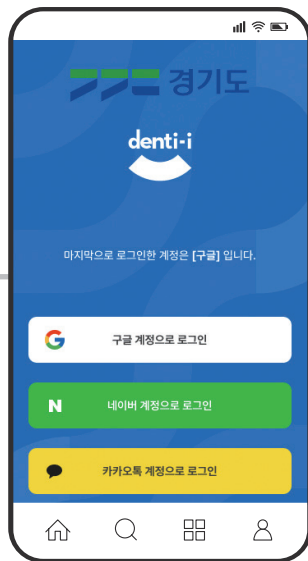 경기도
denti-i
마지막으로 로그인한 계정은 [구글] 입니다.
G 구글 계정으로 로그인
N 네이버 계정으로 로그인
카카오톡 계정으로 로그인